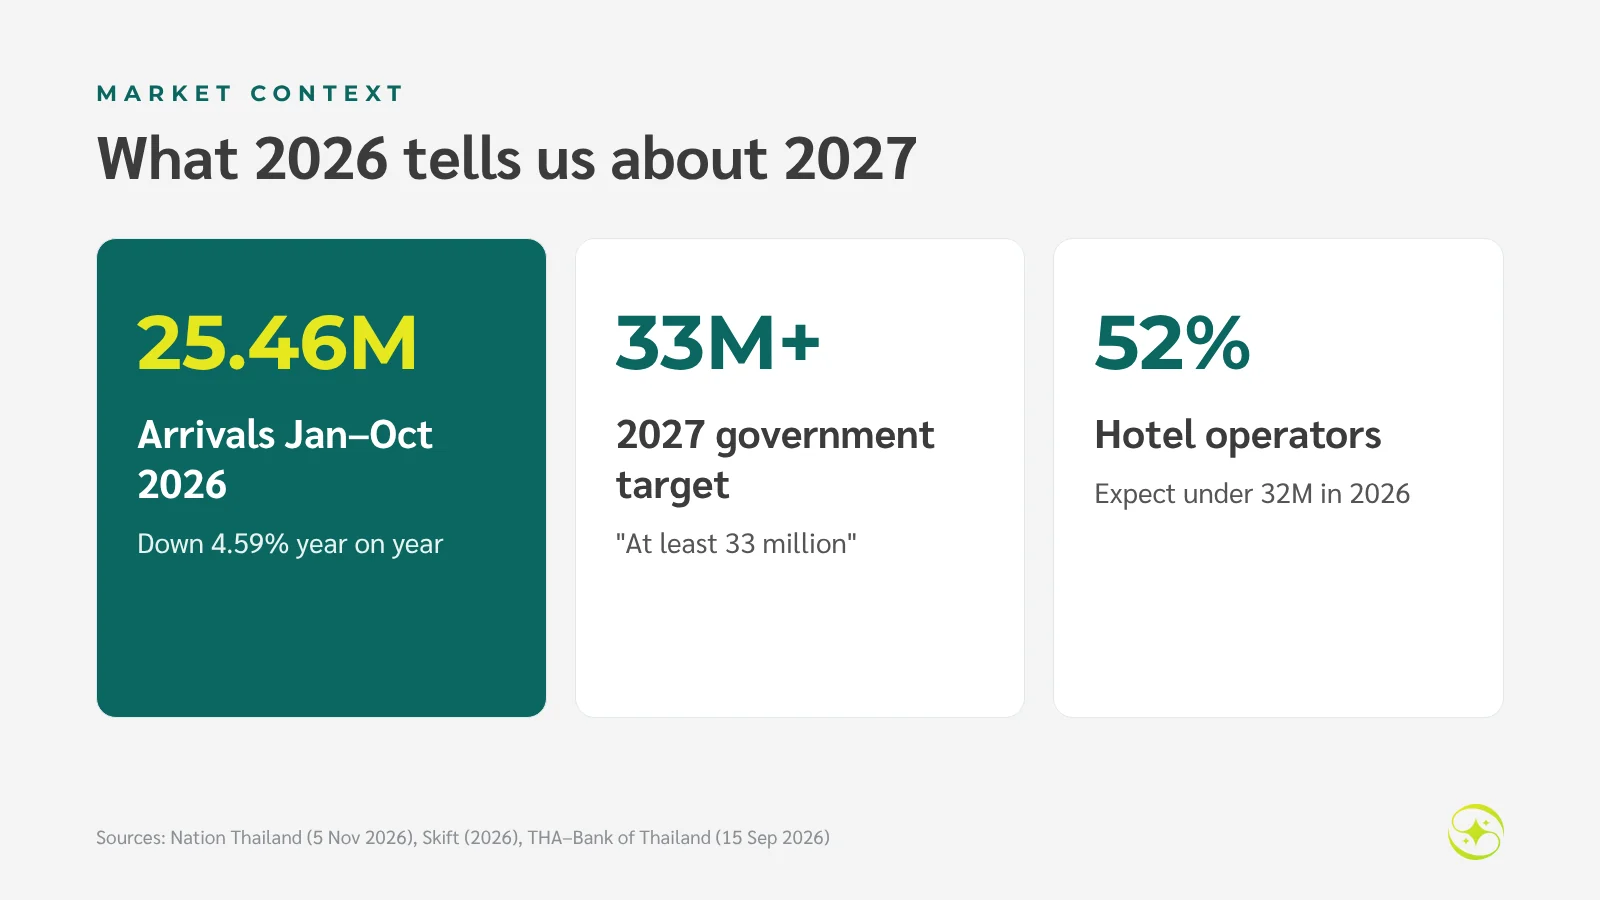 MARKET CONTEXT
What 2026 tells us about 2027
25.46M
Arrivals Jan–Oct
2026
Down 4.59% year on year
33M+
2027 government
target
"At least 33 million"
52%
Hotel operators
Expect under 32M in 2026
Sources: Nation Thailand (5 Nov 2026), Skift (2026), THA–Bank of Thailand (15 Sep 2026)